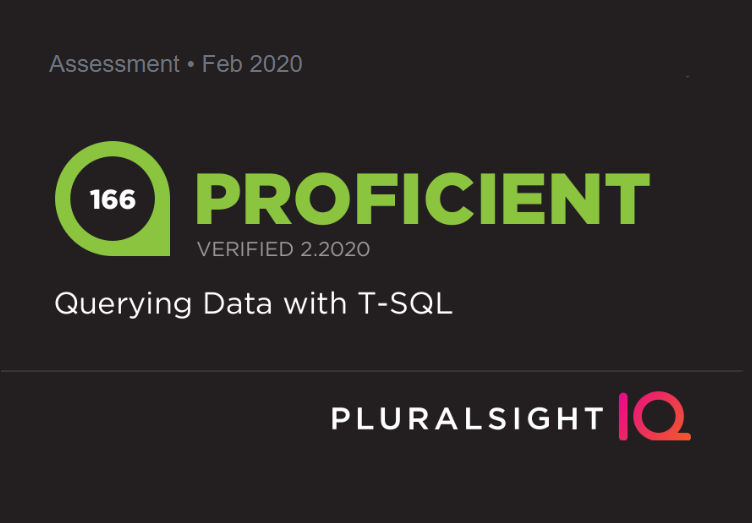 Assessment • Feb 2020
166
PROFICIENT
VERIFIED 2.2020
Querying Data with T-SQL
PLURALSIGHT IQ